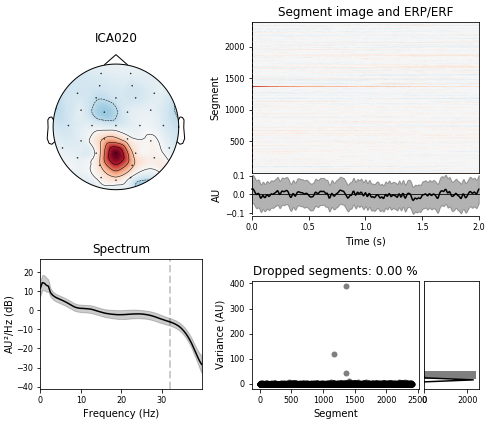 ICA020
Segment image and ERP/ERF
Segment
2000
1500
1000
500
AU
0.1
0.0
−0.1
0.0 0.5 1.0 1.5 2.0
Time (s)
Spectrum
AU²/Hz (dB)
20
10
0
−10
−20
−30
−40
0 10 20 30
Frequency (Hz)
Dropped segments: 0.00 %
Variance (AU)
400
300
200
100
0
0 500 1000 1500 2000 2500
Segment
0 2000